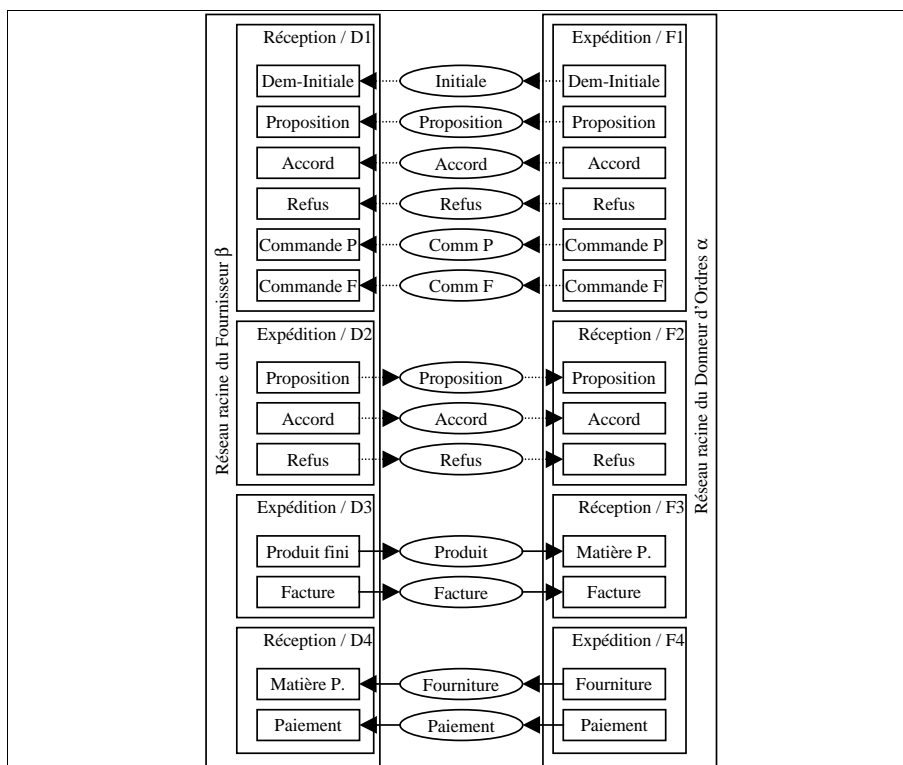 Réception / D1
Expédition / F1
Dem-Initiale
Initiale
Dem-Initiale
Proposition
Proposition
Proposition
Accord
Accord
Accord
Refus
Refus
Refus
Commande P
Comm P
Commande P
Commande F
Comm F
Commande F
Réseau racine du Fournisseur β
Réseau racine du Donneur d'Ordres α
Expédition / D2
Réception / F2
Proposition
Proposition
Proposition
Accord
Accord
Accord
Refus
Refus
Refus
Expédition / D3
Réception / F3
Produit fini
Produit
Matière P.
Facture
Facture
Facture
Réception / D4
Expédition / F4
Matière P.
Fourniture
Fourniture
Paiement
Paiement
Paiement